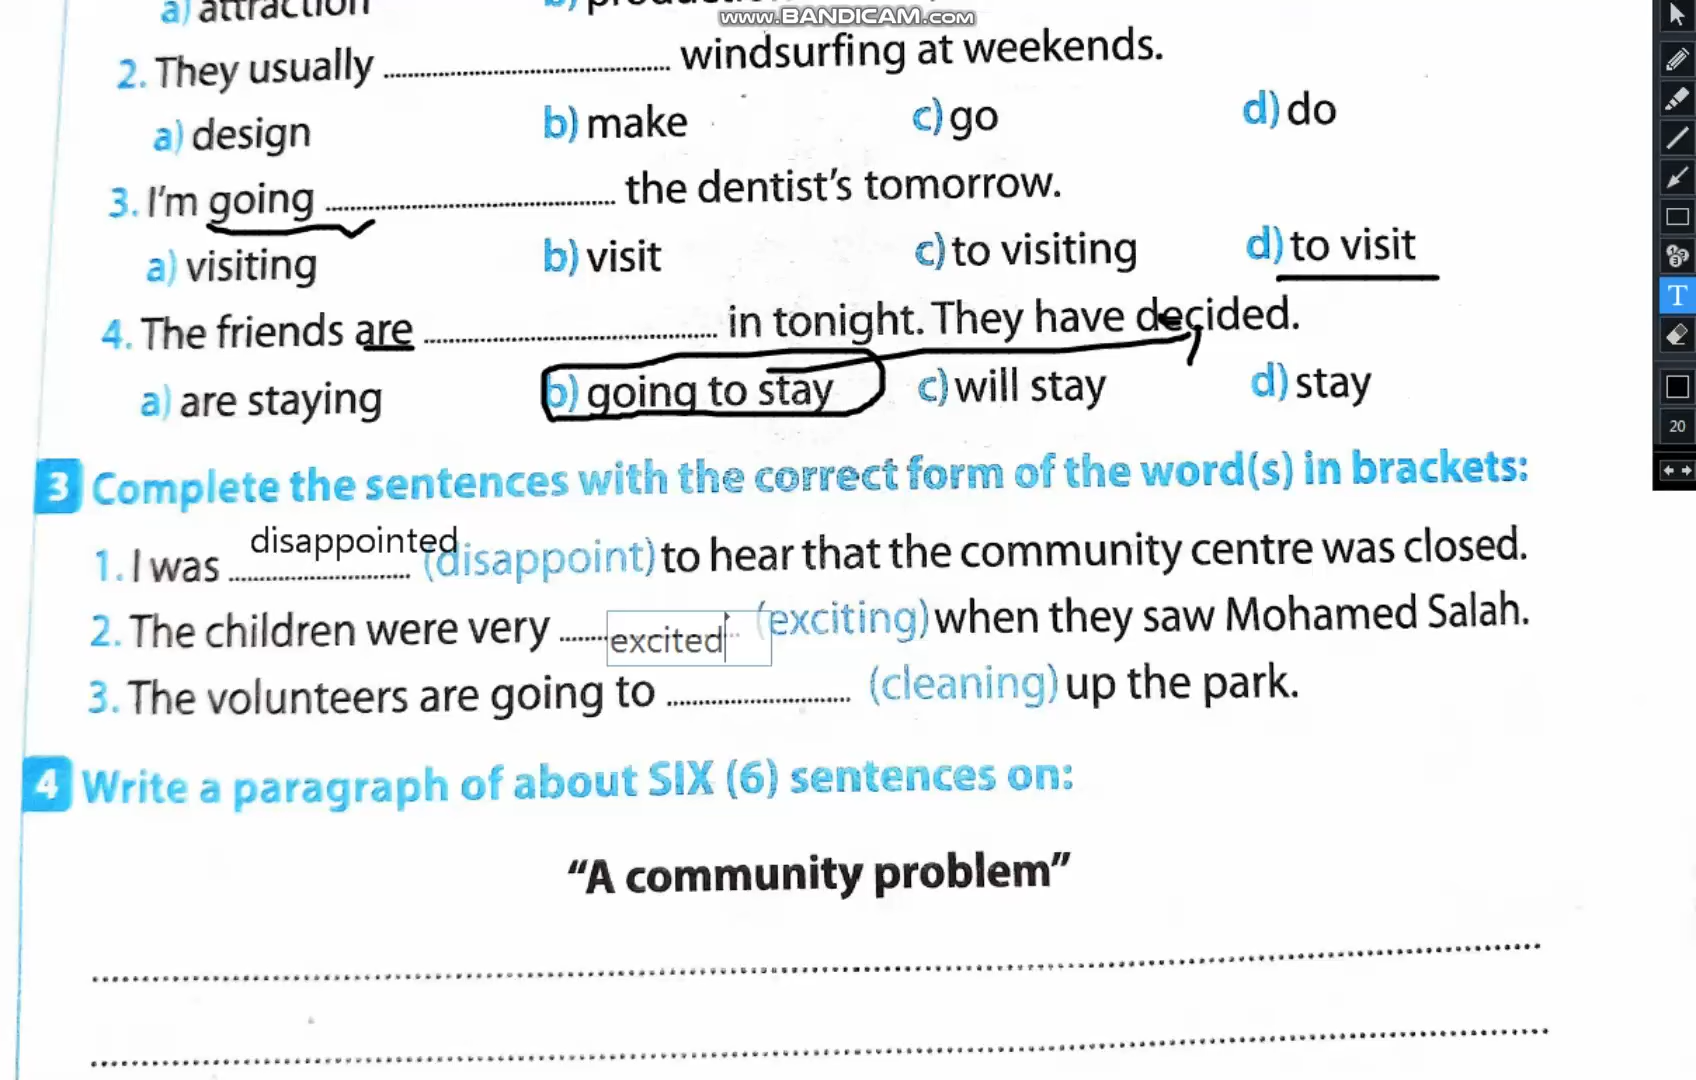 a) attraction
www.BANDICAM.com
2. They usually .......... windsurfing at weekends.
a) design b) make c) go d) do
3. I'm going .......... the dentist's tomorrow.
a) visiting b) visit c) to visiting d) to visit
4. The friends are .......... in tonight. They have decided.
a) are staying b) going to stay c) will stay d) stay
20
3 Complete the sentences with the correct form of the word(s) in brackets:
1. I was disappointed (disappoint) to hear that the community centre was closed.
2. The children were very excited (exciting) when they saw Mohamed Salah.
3. The volunteers are going to .......... (cleaning) up the park.
4 Write a paragraph of about SIX (6) sentences on:
"A community problem"